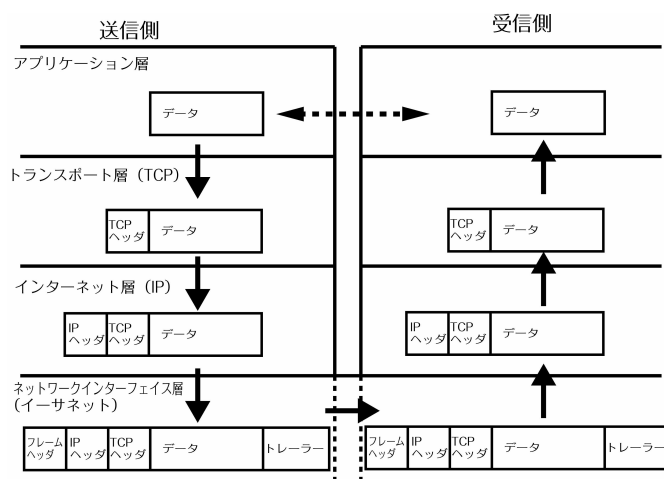 送信側
受信側
アプリケーション層
データ
データ
トランスポート層（TCP）
TCP
ヘッダ
データ
TCP
ヘッダ
データ
インターネット層（IP）
IP
ヘッダ
TCP
ヘッダ
データ
IP
ヘッダ
TCP
ヘッダ
データ
ネットワークインターフェイス層
（イーサネット）
フレーム
ヘッダ
IP
ヘッダ
TCP
ヘッダ
データ
トレーラー
フレーム
ヘッダ
IP
ヘッダ
TCP
ヘッダ
データ
トレーラー